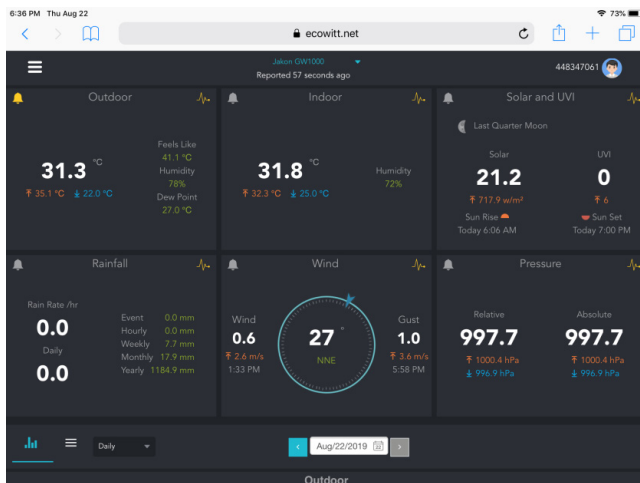 6:36 PM Thu Aug 22
73%
ecowitt.net
Jakon GW1000
Reported 57 seconds ago
448347061
Outdoor
31.3 °C
35.1 °C 22.0 °C
Feels Like
41.1 °C
Humidity
78%
Dew Point
27.0 °C
Indoor
31.8 °C
32.3 °C 25.0 °C
Humidity
72%
Solar and UVI
Last Quarter Moon
Solar
21.2
717.9 w/m²
Sun Rise
Today 6:06 AM
UVI
0
6
Sun Set
Today 7:00 PM
Rainfall
Rain Rate /hr
0.0
Daily
0.0
Event 0.0 mm
Hourly 0.0 mm
Weekly 7.7 mm
Monthly 17.9 mm
Yearly 1184.9 mm
Wind
Wind
0.6
2.6 m/s
1:33 PM
27 °
NNE
Gust
1.0
3.6 m/s
5:58 PM
Pressure
Relative
997.7
1000.4 hPa
996.9 hPa
Absolute
997.7
1000.4 hPa
996.9 hPa
Daily
Aug/22/2019
Outdoor